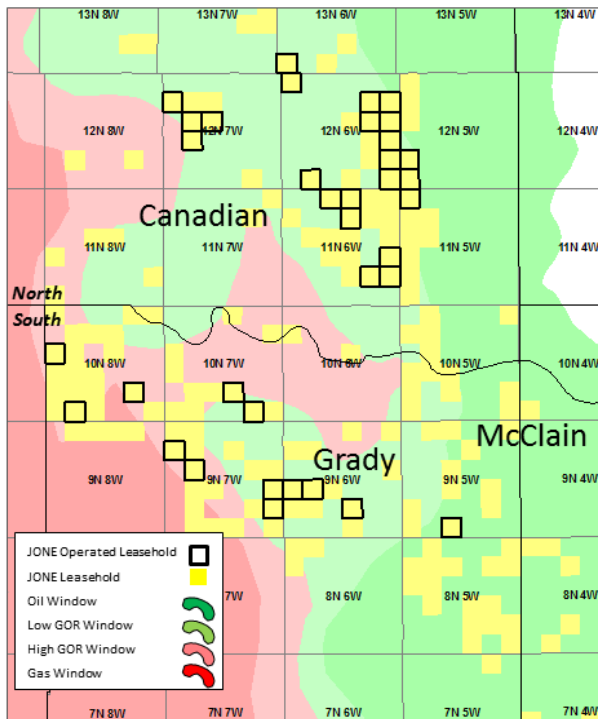 13N 8W 13N 7W 13N 6W 13N 5W 13N 4W
12N 8W 12N 7W 12N 6W 12N 5W 12N 4W
Canadian
11N 8W 11N 7W 11N 6W 11N 5W 11N 4W
North
South
10N 8W 10N 7W 10N 6W 10N 5W 10N 4W
McClain
Grady
9N 8W 9N 7W 9N 6W 9N 5W 9N 4W
JONE Operated Leasehold
JONE Leasehold
Oil Window
Low GOR Window
High GOR Window
Gas Window
7W 8N 6W 8N 5W 8N 4W
7N 8W 7N 7W 7N 6W 7N 5W 7N 4W